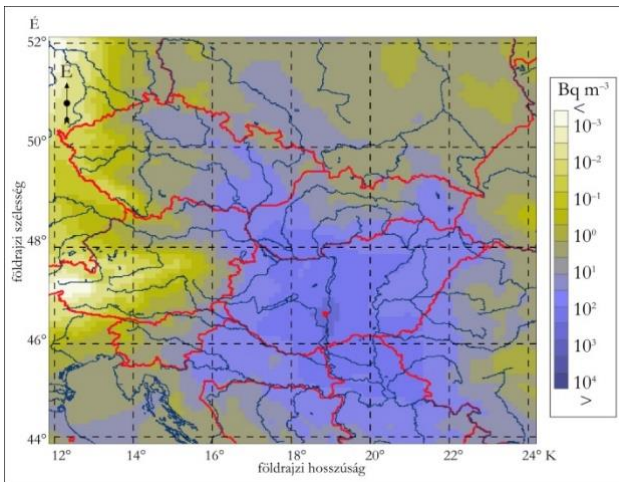 É
52°
É
50°
48°
46°
44°
földrajzi szélesség
12° 14° 16° 18° 20° 22° 24° K
földrajzi hosszúság
Bq m⁻³
<
10⁻³
10⁻²
10⁻¹
10⁰
10¹
10²
10³
10⁴
>